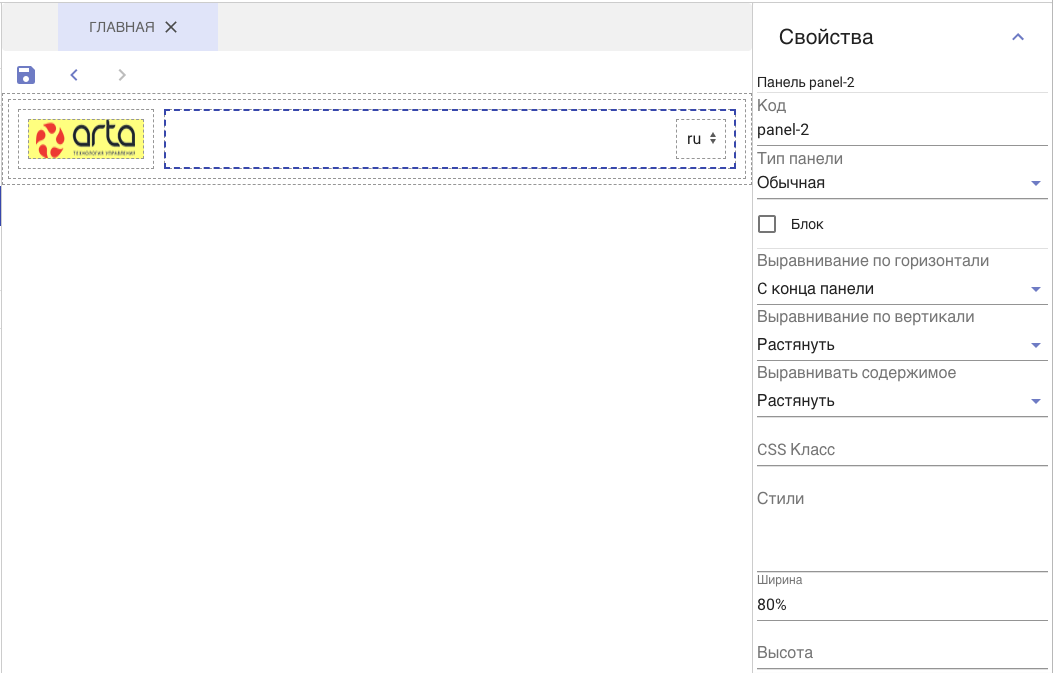 ГЛАВНАЯ
arta
ТЕХНОЛОГИЯ УПРАВЛЕНИЯ
ru
Свойства
Панель panel-2
Код
panel-2
Тип панели
Обычная
Блок
Выравнивание по горизонтали
С конца панели
Выравнивание по вертикали
Растянуть
Выравнивать содержимое
Растянуть
CSS Класс
Стили
Ширина
80%
Высота